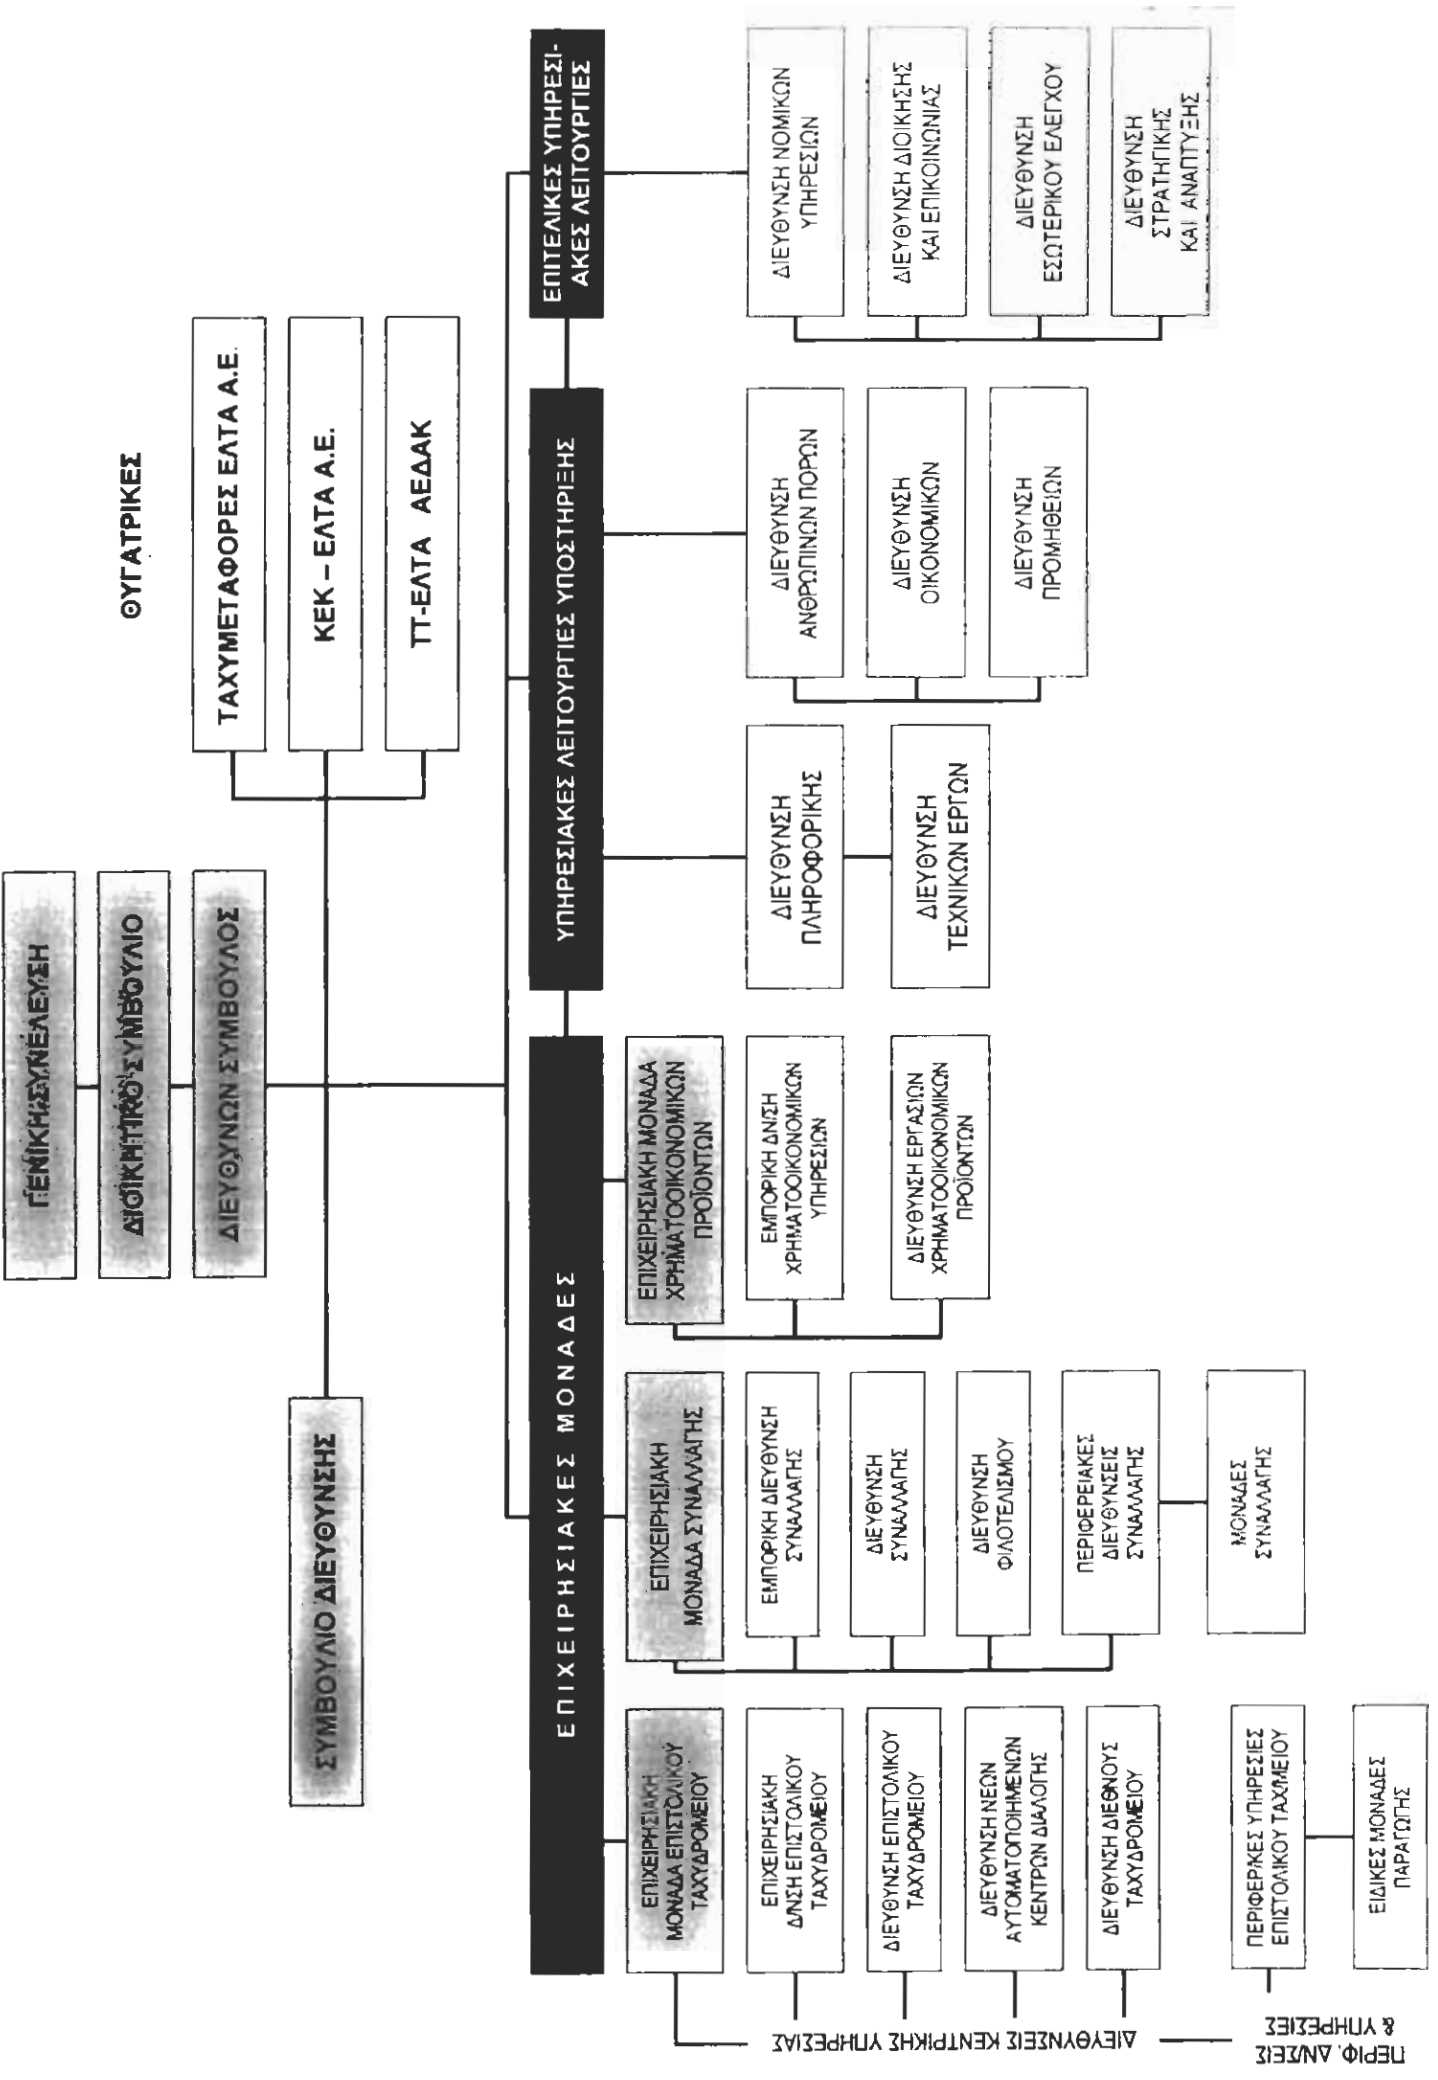 ΓΕΝΙΚΗ ΣΥΝΕΛΕΥΣΗ
ΔΙΟΙΚΗΤΙΚΟ ΣΥΜΒΟΥΛΙΟ
ΔΙΕΥΘΥΝΩΝ ΣΥΜΒΟΥΛΟΣ
ΣΥΜΒΟΥΛΙΟ ΔΙΕΥΘΥΝΣΗΣ
ΘΥΓΑΤΡΙΚΕΣ
ΤΑΧΥΜΕΤΑΦΟΡΕΣ ΕΛΤΑ Α.Ε.
ΚΕΚ – ΕΛΤΑ Α.Ε.
ΤΤ-ΕΛΤΑ ΑΕΔΑΚ
ΕΠΙΧΕΙΡΗΣΙΑΚΕΣ ΜΟΝΑΔΕΣ
ΥΠΗΡΕΣΙΑΚΕΣ ΛΕΙΤΟΥΡΓΙΕΣ ΥΠΟΣΤΗΡΙΞΗΣ
ΕΠΙΤΕΛΙΚΕΣ ΥΠΗΡΕΣΙ-
ΑΚΕΣ ΛΕΙΤΟΥΡΓΙΕΣ
ΕΠΙΧΕΙΡΗΣΙΑΚΗ
ΜΟΝΑΔΑ ΕΠΙΣΤΟΛΙΚΟΥ
ΤΑΧΥΔΡΟΜΕΙΟΥ
ΕΠΙΧΕΙΡΗΣΙΑΚΗ
Δ/ΝΣΗ ΕΠΙΣΤΟΛΙΚΟΥ
ΤΑΧΥΔΡΟΜΕΙΟΥ
ΔΙΕΥΘΥΝΣΗ ΕΠΙΣΤΟΛΙΚΟΥ
ΤΑΧΥΔΡΟΜΕΙΟΥ
ΔΙΕΥΘΥΝΣΗ ΝΕΩΝ
ΑΥΤΟΜΑΤΟΠΟΙΗΜΕΝΩΝ
ΚΕΝΤΡΩΝ ΔΙΑΛΟΓΗΣ
ΔΙΕΥΘΥΝΣΗ ΔΙΕΘΝΟΥΣ
ΤΑΧΥΔΡΟΜΕΙΟΥ
ΠΕΡΙΦΕΡ/ΚΕΣ ΥΠΗΡΕΣΙΕΣ
ΕΠΙΣΤΟΛΙΚΟΥ ΤΑΧ/ΜΕΙΟΥ
ΕΙΔΙΚΕΣ ΜΟΝΑΔΕΣ
ΠΑΡΑΓΩΓΗΣ
ΔΙΕΥΘΥΝΣΕΙΣ ΚΕΝΤΡΙΚΗΣ ΥΠΗΡΕΣΙΑΣ
ΠΕΡΙΦ. ΔΝ/ΣΕΙΣ
& ΥΠΗΡΕΣΙΕΣ
ΕΠΙΧΕΙΡΗΣΙΑΚΗ
ΜΟΝΑΔΑ ΣΥΝΑΛΛΑΓΗΣ
ΕΜΠΟΡΙΚΗ ΔΙΕΥΘΥΝΣΗ
ΣΥΝΑΛΛΑΓΗΣ
ΔΙΕΥΘΥΝΣΗ
ΣΥΝΑΛΛΑΓΗΣ
ΔΙΕΥΘΥΝΣΗ
ΦΙΛΟΤΕΛΙΣΜΟΥ
ΠΕΡΙΦΕΡΕΙΑΚΕΣ
ΔΙΕΥΘΥΝΣΕΙΣ
ΣΥΝΑΛΛΑΓΗΣ
ΜΟΝΑΔΕΣ
ΣΥΝΑΛΛΑΓΗΣ
ΕΠΙΧΕΙΡΗΣΙΑΚΗ ΜΟΝΑΔΑ
ΧΡΗΜΑΤΟΟΙΚΟΝΟΜΙΚΩΝ
ΠΡΟΪΟΝΤΩΝ
ΕΜΠΟΡΙΚΗ ΔΝ/ΣΗ
ΧΡΗΜΑΤΟΟΙΚΟΝΟΜΙΚΩΝ
ΥΠΗΡΕΣΙΩΝ
ΔΙΕΥΘΥΝΣΗ ΕΡΓΑΣΙΩΝ
ΧΡΗΜΑΤΟΟΙΚΟΝΟΜΙΚΩΝ
ΠΡΟΪΟΝΤΩΝ
ΔΙΕΥΘΥΝΣΗ
ΠΛΗΡΟΦΟΡΙΚΗΣ
ΔΙΕΥΘΥΝΣΗ
ΤΕΧΝΙΚΩΝ ΕΡΓΩΝ
ΔΙΕΥΘΥΝΣΗ
ΑΝΘΡΩΠΙΝΩΝ ΠΟΡΩΝ
ΔΙΕΥΘΥΝΣΗ
ΟΙΚΟΝΟΜΙΚΩΝ
ΔΙΕΥΘΥΝΣΗ
ΠΡΟΜΗΘΕΙΩΝ
ΔΙΕΥΘΥΝΣΗ ΝΟΜΙΚΩΝ
ΥΠΗΡΕΣΙΩΝ
ΔΙΕΥΘΥΝΣΗ ΔΙΟΙΚΗΣΗΣ
ΚΑΙ ΕΠΙΚΟΙΝΩΝΙΑΣ
ΔΙΕΥΘΥΝΣΗ
ΕΣΩΤΕΡΙΚΟΥ ΕΛΕΓΧΟΥ
ΔΙΕΥΘΥΝΣΗ
ΣΤΡΑΤΗΓΙΚΗΣ
ΚΑΙ ΑΝΑΠΤΥΞΗΣ